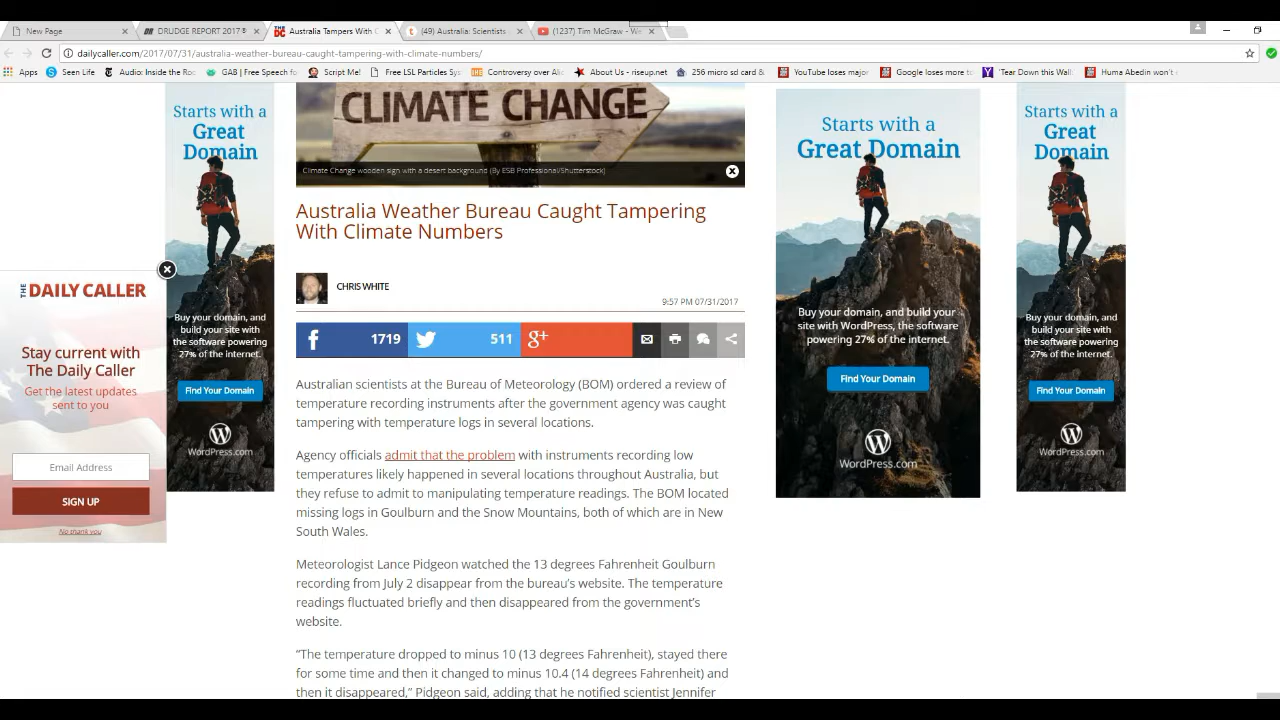 New Page
DRUDGE REPORT 2017®
Australia Tampers With C
(49) Australia: Scientists
(1237) Tim McGraw - We
dailycaller.com/2017/07/31/australia-weather-bureau-caught-tampering-with-climate-numbers/
Apps
Seen Life
Audio: Inside the Ro
GAB | Free Speech fo
Script Me!
Free LSL Particles Sy
Controversy over Ali
About Us - riseup.net
256 micro sd card &
YouTube loses major
Google loses more to
'Tear Down this Wall
Huma Abedin won't
Starts with a
Great
Domain
Buy your domain, and
build your site with
the software powering
27% of the internet.
Find Your Domain
WordPress.com
THE DAILY CALLER
Stay current with
The Daily Caller
Get the latest updates
sent to you
Email Address
SIGN UP
No thank you
CLIMATE CHANGE
Climate Change wooden sign with a desert background (By ESB Professional/Shutterstock)
Australia Weather Bureau Caught Tampering
With Climate Numbers
CHRIS WHITE
9:57 PM 07/31/2017
1719
511
g+
Australian scientists at the Bureau of Meteorology (BOM) ordered a review of
temperature recording instruments after the government agency was caught
tampering with temperature logs in several locations.
Agency officials admit that the problem with instruments recording low
temperatures likely happened in several locations throughout Australia, but
they refuse to admit to manipulating temperature readings. The BOM located
missing logs in Goulburn and the Snow Mountains, both of which are in New
South Wales.
Meteorologist Lance Pidgeon watched the 13 degrees Fahrenheit Goulburn
recording from July 2 disappear from the bureau's website. The temperature
readings fluctuated briefly and then disappeared from the government's
website.
“The temperature dropped to minus 10 (13 degrees Fahrenheit), stayed there
for some time and then it changed to minus 10.4 (14 degrees Fahrenheit) and
then it disappeared,” Pidgeon said, adding that he notified scientist Jennifer
Starts with a
Great Domain
Buy your domain, and build your
site with WordPress, the software
powering 27% of the internet.
Find Your Domain
WordPress.com
Starts with a
Great
Domain
Buy your domain, and
build your site with
the software powering
27% of the internet.
Find Your Domain
WordPress.com